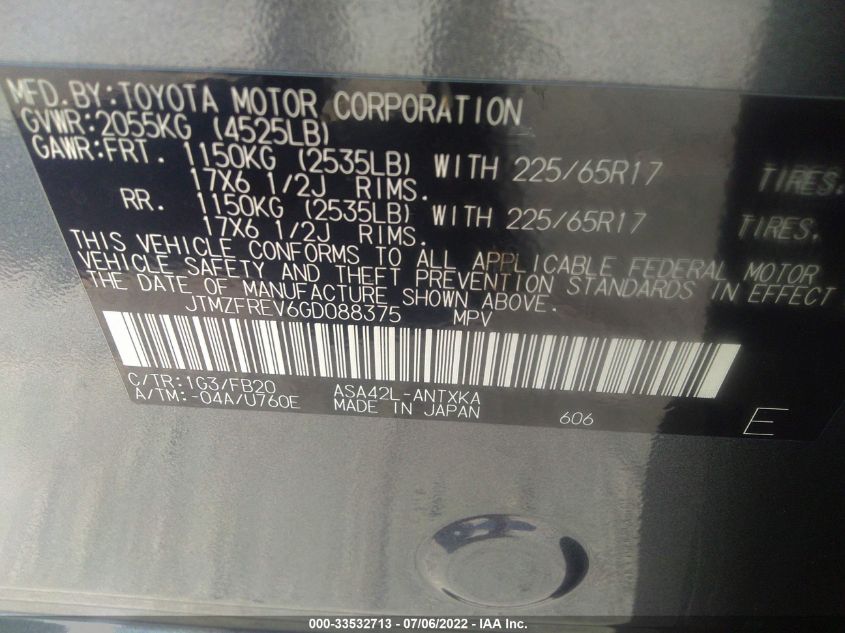 MFD.BY:TOYOTA MOTOR CORPORATION
GVWR:2055KG (4525LB)
GAWR:FRT. 1150KG (2535LB) WITH 225/65R17 TIRES.
17X6 1/2J RIMS.
RR. 1150KG (2535LB) WITH 225/65R17 TIRES.
17X6 1/2J RIMS.
THIS VEHICLE CONFORMS TO ALL APPLICABLE FEDERAL MOTOR
VEHICLE SAFETY AND THEFT PREVENTION STANDARDS IN EFFECT
THE DATE OF MANUFACTURE SHOWN ABOVE.
JTMZFREV6GD088375 MPV
C/TR:1G3/FB20 ASA42L-ANTXKA
A/TM:-04A/U760E MADE IN JAPAN 606 E
000-33532713 - 07/06/2022 - IAA Inc.